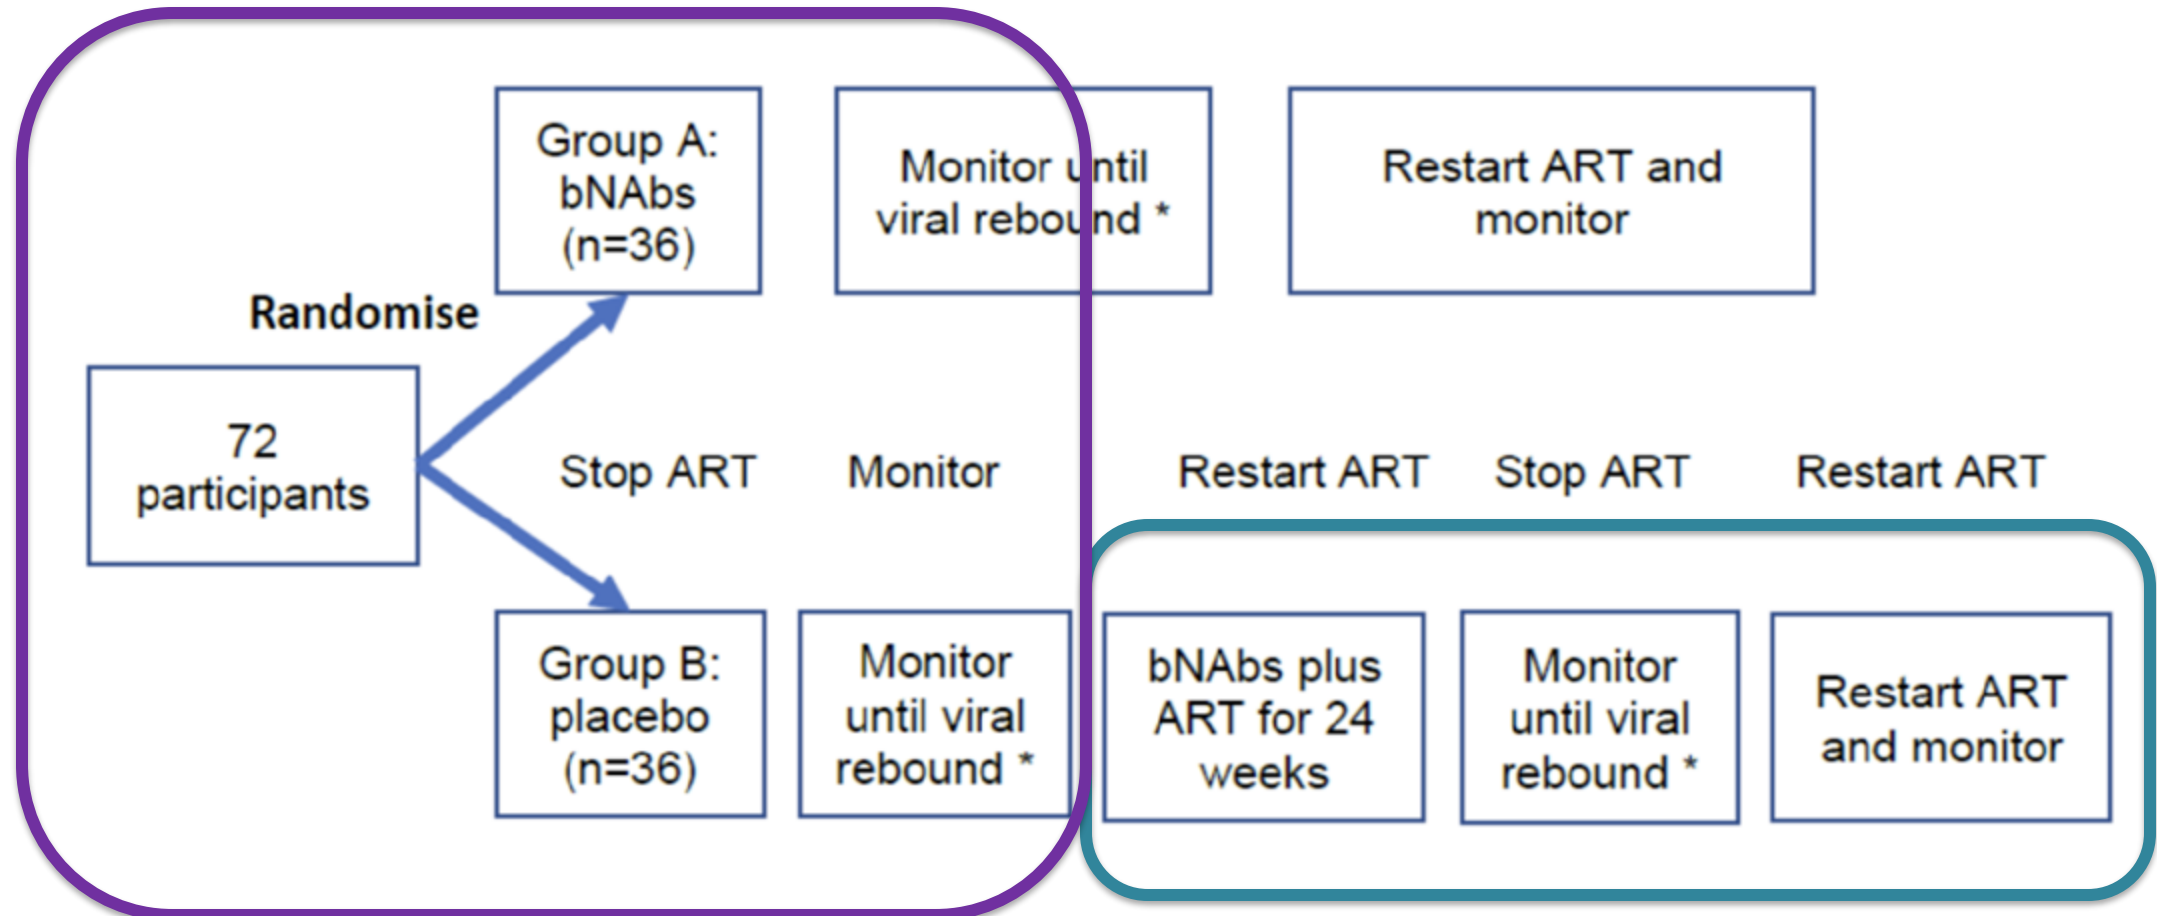 Group A:
bNAbs
(n=36)
Monitor until
viral rebound *
Restart ART and
monitor
Randomise
72
participants
Stop ART
Monitor
Restart ART
Stop ART
Restart ART
Group B:
placebo
(n=36)
Monitor
until viral
rebound *
bNAbs plus
ART for 24
weeks
Monitor
until viral
rebound *
Restart ART
and monitor